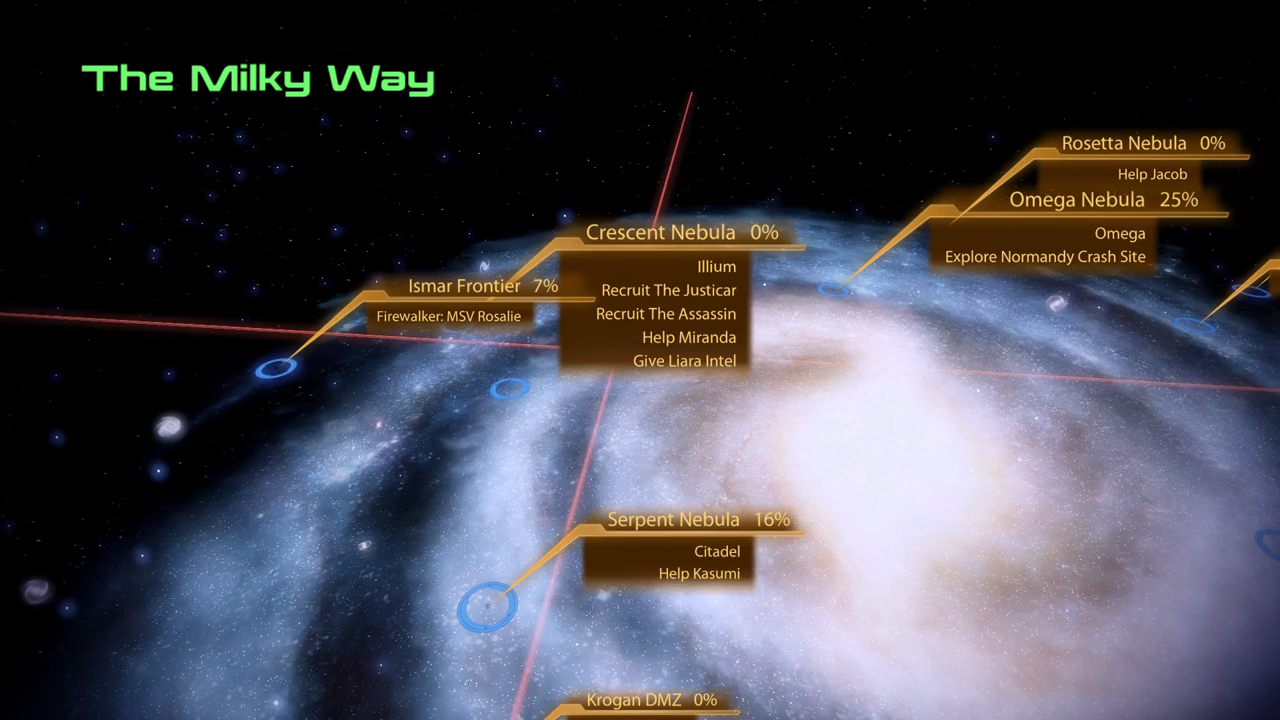 The Milky Way
Rosetta Nebula 0%
Help Jacob
Omega Nebula 25%
Omega
Explore Normandy Crash Site
Crescent Nebula 0%
Illium
Recruit The Justicar
Recruit The Assassin
Help Miranda
Give Liara Intel
Ismar Frontier 7%
Firewalker: MSV Rosalie
Serpent Nebula 16%
Citadel
Help Kasumi
Krogan DMZ 0%